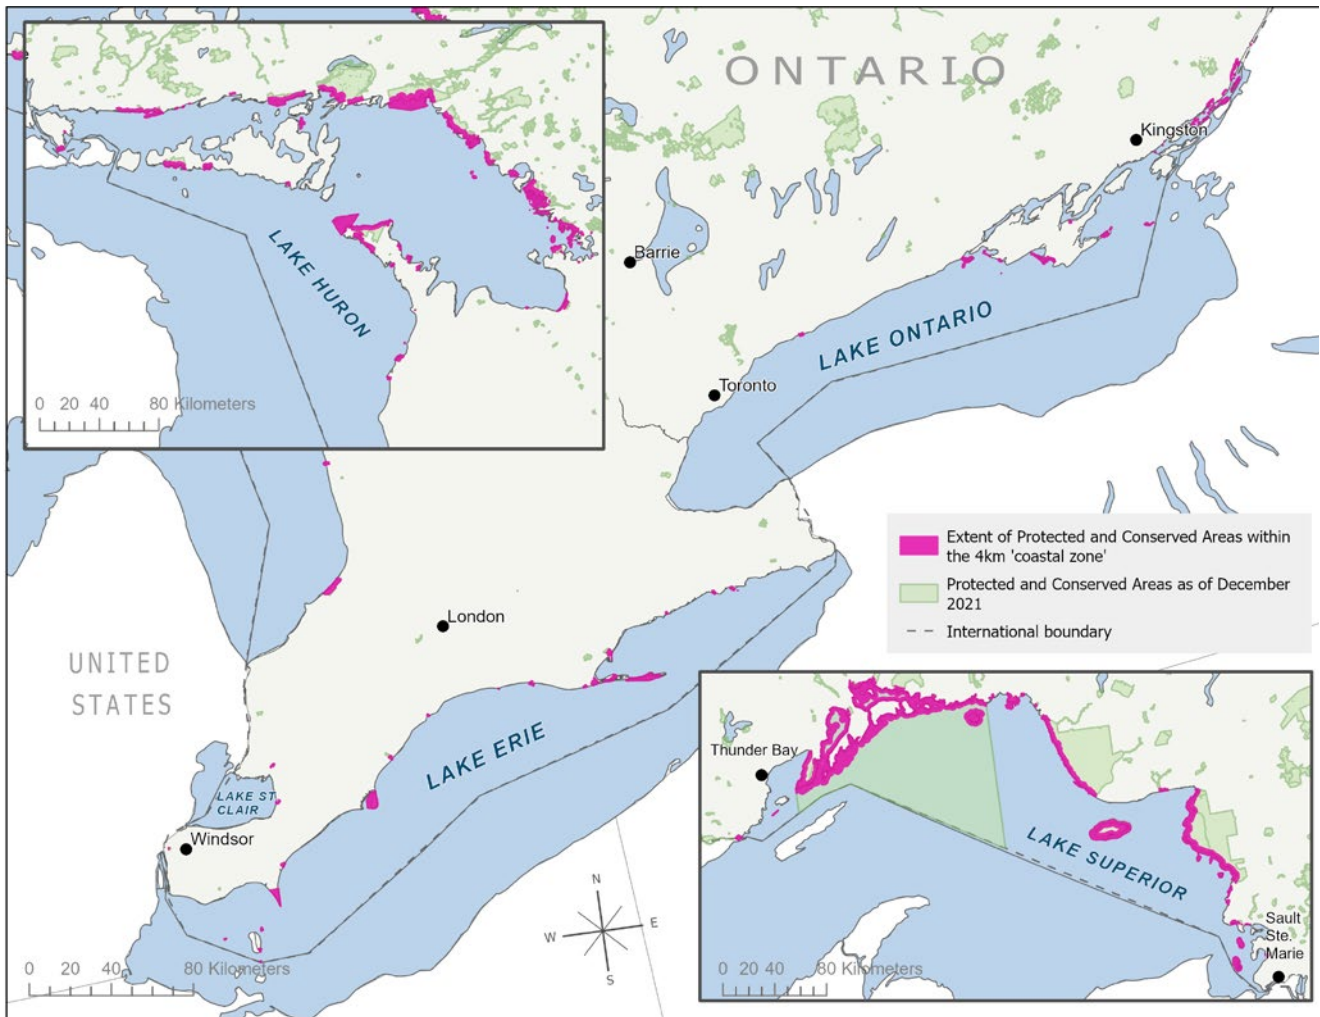 ONTARIO
Kingston
Barrie
LAKE HURON
LAKE ONTARIO
0 20 40 80 Kilometers
Toronto
Extent of Protected and Conserved Areas within
the 4km 'coastal zone'
Protected and Conserved Areas as of December
2021
International boundary
London
UNITED
STATES
LAKE ERIE
Thunder Bay
LAKE ST
CLAIR
Windsor
LAKE SUPERIOR
N
W E
S
Sault
Ste.
Marie
0 20 40 80 Kilometers
0 20 40 80 Kilometers